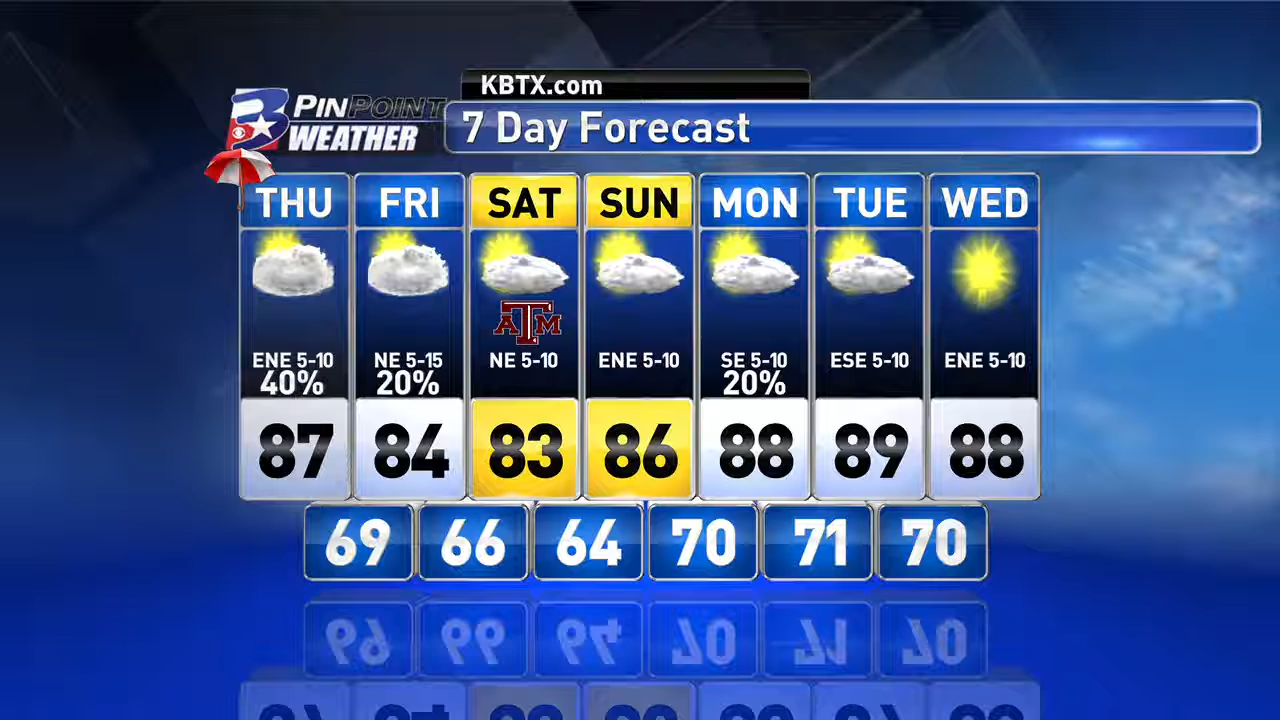 KBTX.com
PINPOINT
WEATHER
7 Day Forecast
THU FRI SAT SUN MON TUE WED
ATM
ENE 5-10 NE 5-15 NE 5-10 ENE 5-10 SE 5-10 ESE 5-10 ENE 5-10
40% 20% 20%
87 84 83 86 88 89 88
69 66 64 70 71 70